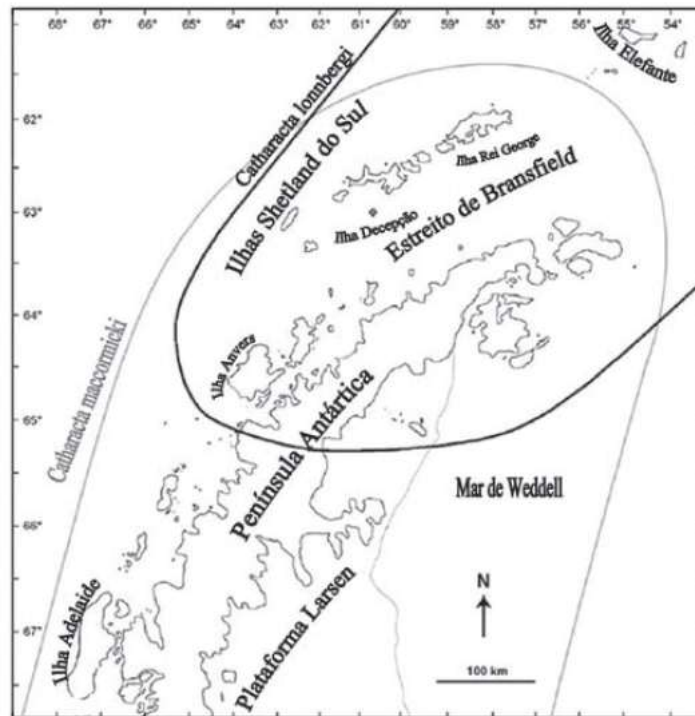 68° 67° 66° 65° 64° 63° 62° 61° 60° 59° 58° 57° 56° 55° 54°
Ilha Elefante
Catharacta lonnbergi
62°
Ilhas Shetland do Sul
Ilha Rei George
Estreito de Bransfield
63°
Ilha Decepção
64°
Ilha Anvers
Catharacta maccormicki
65°
Península Antártica
Mar de Weddell
66°
Plataforma Larsen
N
Ilha Adelaide
67°
100 km